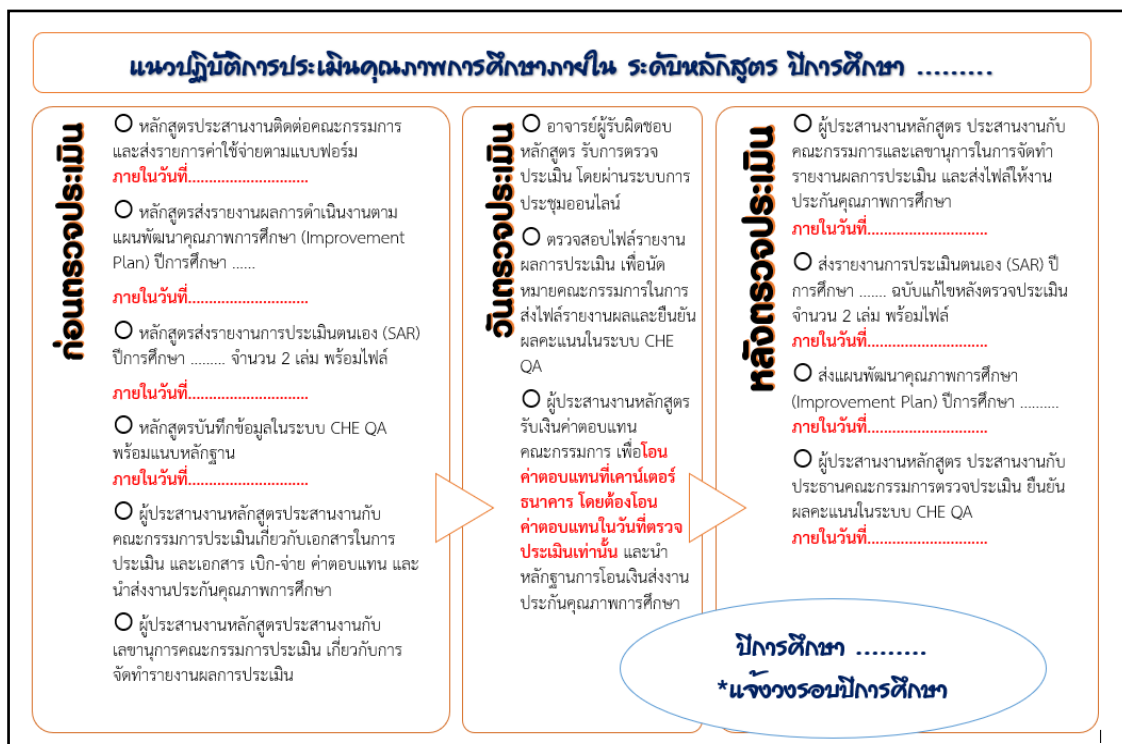 แนวปฏิบัติการประเมินคุณภาพการศึกษาภายใน ระดับหลักสูตร ปีการศึกษา .........
ก่อนตรวจประเมิน
หลักสูตรประสานงานติดต่อคณะกรรมการ
และส่งรายการค่าใช้จ่ายตามแบบฟอร์ม
ภายในวันที่.............................
หลักสูตรส่งรายงานผลการดำเนินงานตาม
แผนพัฒนาคุณภาพการศึกษา (Improvement
Plan) ปีการศึกษา ......
ภายในวันที่.............................
หลักสูตรส่งรายงานการประเมินตนเอง (SAR)
ปีการศึกษา ......... จำนวน 2 เล่ม พร้อมไฟล์
ภายในวันที่.............................
หลักสูตรบันทึกข้อมูลในระบบ CHE QA
พร้อมแนบหลักฐาน
ภายในวันที่.............................
ผู้ประสานงานหลักสูตรประสานงานกับ
คณะกรรมการประเมินเกี่ยวกับเอกสารในการ
ประเมิน และเอกสาร เบิก-จ่าย ค่าตอบแทน และ
นำส่งงานประกันคุณภาพการศึกษา
ผู้ประสานงานหลักสูตรประสานงานกับ
เลขานุการคณะกรรมการประเมิน เกี่ยวกับการ
จัดทำรายงานผลการประเมิน
วันตรวจประเมิน
อาจารย์ผู้รับผิดชอบ
หลักสูตร รับการตรวจ
ประเมิน โดยผ่านระบบการ
ประชุมออนไลน์
ตรวจสอบไฟล์รายงาน
ผลการประเมิน เพื่อนัด
หมายคณะกรรมการในการ
ส่งไฟล์รายงานผลและยืนยัน
ผลคะแนนในระบบ CHE
QA
ผู้ประสานงานหลักสูตร
รับเงินค่าตอบแทน
คณะกรรมการ เพื่อโอน
ค่าตอบแทนที่เคาน์เตอร์
ธนาคาร โดยต้องโอน
ค่าตอบแทนในวันที่ตรวจ
ประเมินเท่านั้น และนำ
หลักฐานการโอนเงินส่งงาน
ประกันคุณภาพการศึกษา
หลังตรวจประเมิน
ผู้ประสานงานหลักสูตร ประสานงานกับ
คณะกรรมการและเลขานุการในการจัดทำ
รายงานผลการประเมิน และส่งไฟล์ให้งาน
ประกันคุณภาพการศึกษา
ภายในวันที่.............................
ส่งรายงานการประเมินตนเอง (SAR) ปี
การศึกษา ....... ฉบับแก้ไขหลังตรวจประเมิน
จำนวน 2 เล่ม พร้อมไฟล์
ภายในวันที่.............................
ส่งแผนพัฒนาคุณภาพการศึกษา
(Improvement Plan) ปีการศึกษา .........
ภายในวันที่.............................
ผู้ประสานงานหลักสูตร ประสานงานกับ
ประธานคณะกรรมการตรวจประเมิน ยืนยัน
ผลคะแนนในระบบ CHE QA
ภายในวันที่.............................
ปีการศึกษา .........
*แจ้งวงรอบปีการศึกษา